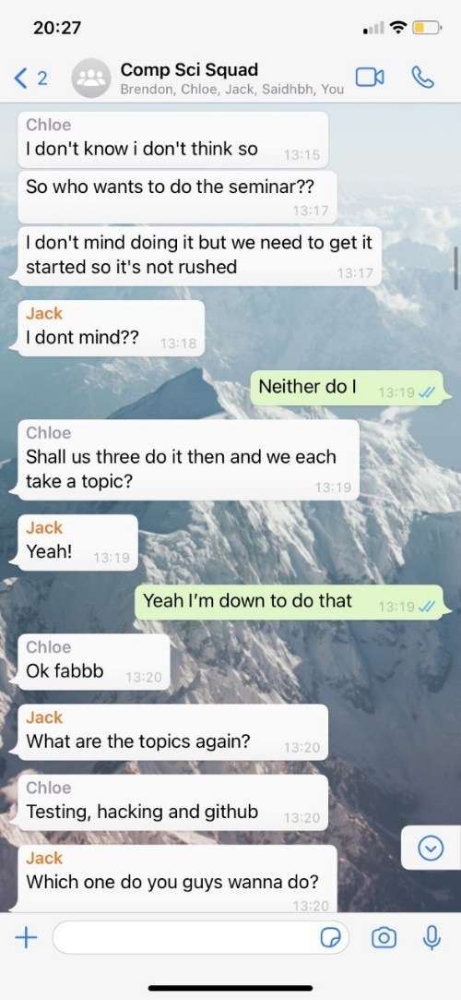 20:27
2
Comp Sci Squad
Brendon, Chloe, Jack, Saidhbh, You
Chloe
I don't know i don't think so
13:15
So who wants to do the seminar??
13:17
I don't mind doing it but we need to get it
started so it's not rushed
13:17
Jack
I dont mind??
13:18
Neither do I
13:19
Chloe
Shall us three do it then and we each
take a topic?
13:19
Jack
Yeah!
13:19
Yeah I’m down to do that
13:19
Chloe
Ok fabbb
13:20
Jack
What are the topics again?
13:20
Chloe
Testing, hacking and github
13:20
Jack
Which one do you guys wanna do?
13:20